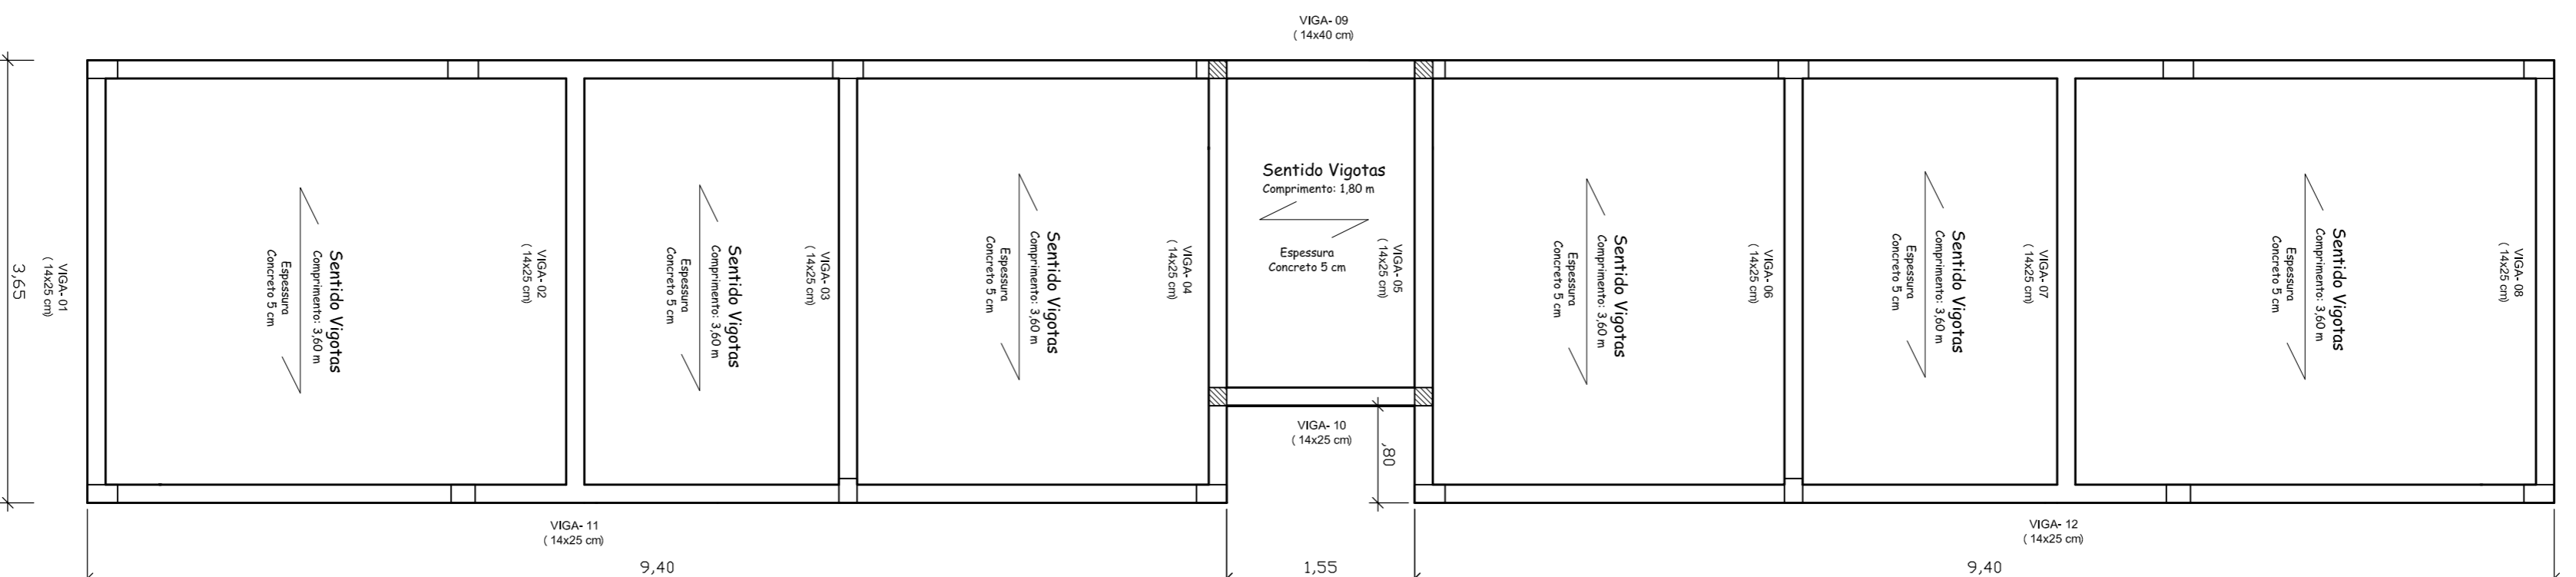 VIGA- 09
( 14x40 cm)
3,65
VIGA- 01
( 14x25 cm)
Sentido Vigotas
Comprimento: 3,60 m
Espessura
Concreto 5 cm
VIGA- 02
( 14x25 cm)
Sentido Vigotas
Comprimento: 3,60 m
Espessura
Concreto 5 cm
VIGA- 03
( 14x25 cm)
Sentido Vigotas
Comprimento: 3,60 m
Espessura
Concreto 5 cm
VIGA- 04
( 14x25 cm)
Sentido Vigotas
Comprimento: 1,80 m
Espessura
Concreto 5 cm
VIGA- 05
( 14x25 cm)
Sentido Vigotas
Comprimento: 3,60 m
Espessura
Concreto 5 cm
VIGA- 06
( 14x25 cm)
Sentido Vigotas
Comprimento: 3,60 m
Espessura
Concreto 5 cm
VIGA- 07
( 14x25 cm)
Sentido Vigotas
Comprimento: 3,60 m
Espessura
Concreto 5 cm
VIGA- 08
( 14x25 cm)
VIGA- 10
( 14x25 cm)
,80
VIGA- 11
( 14x25 cm)
VIGA- 12
( 14x25 cm)
9,40
1,55
9,40